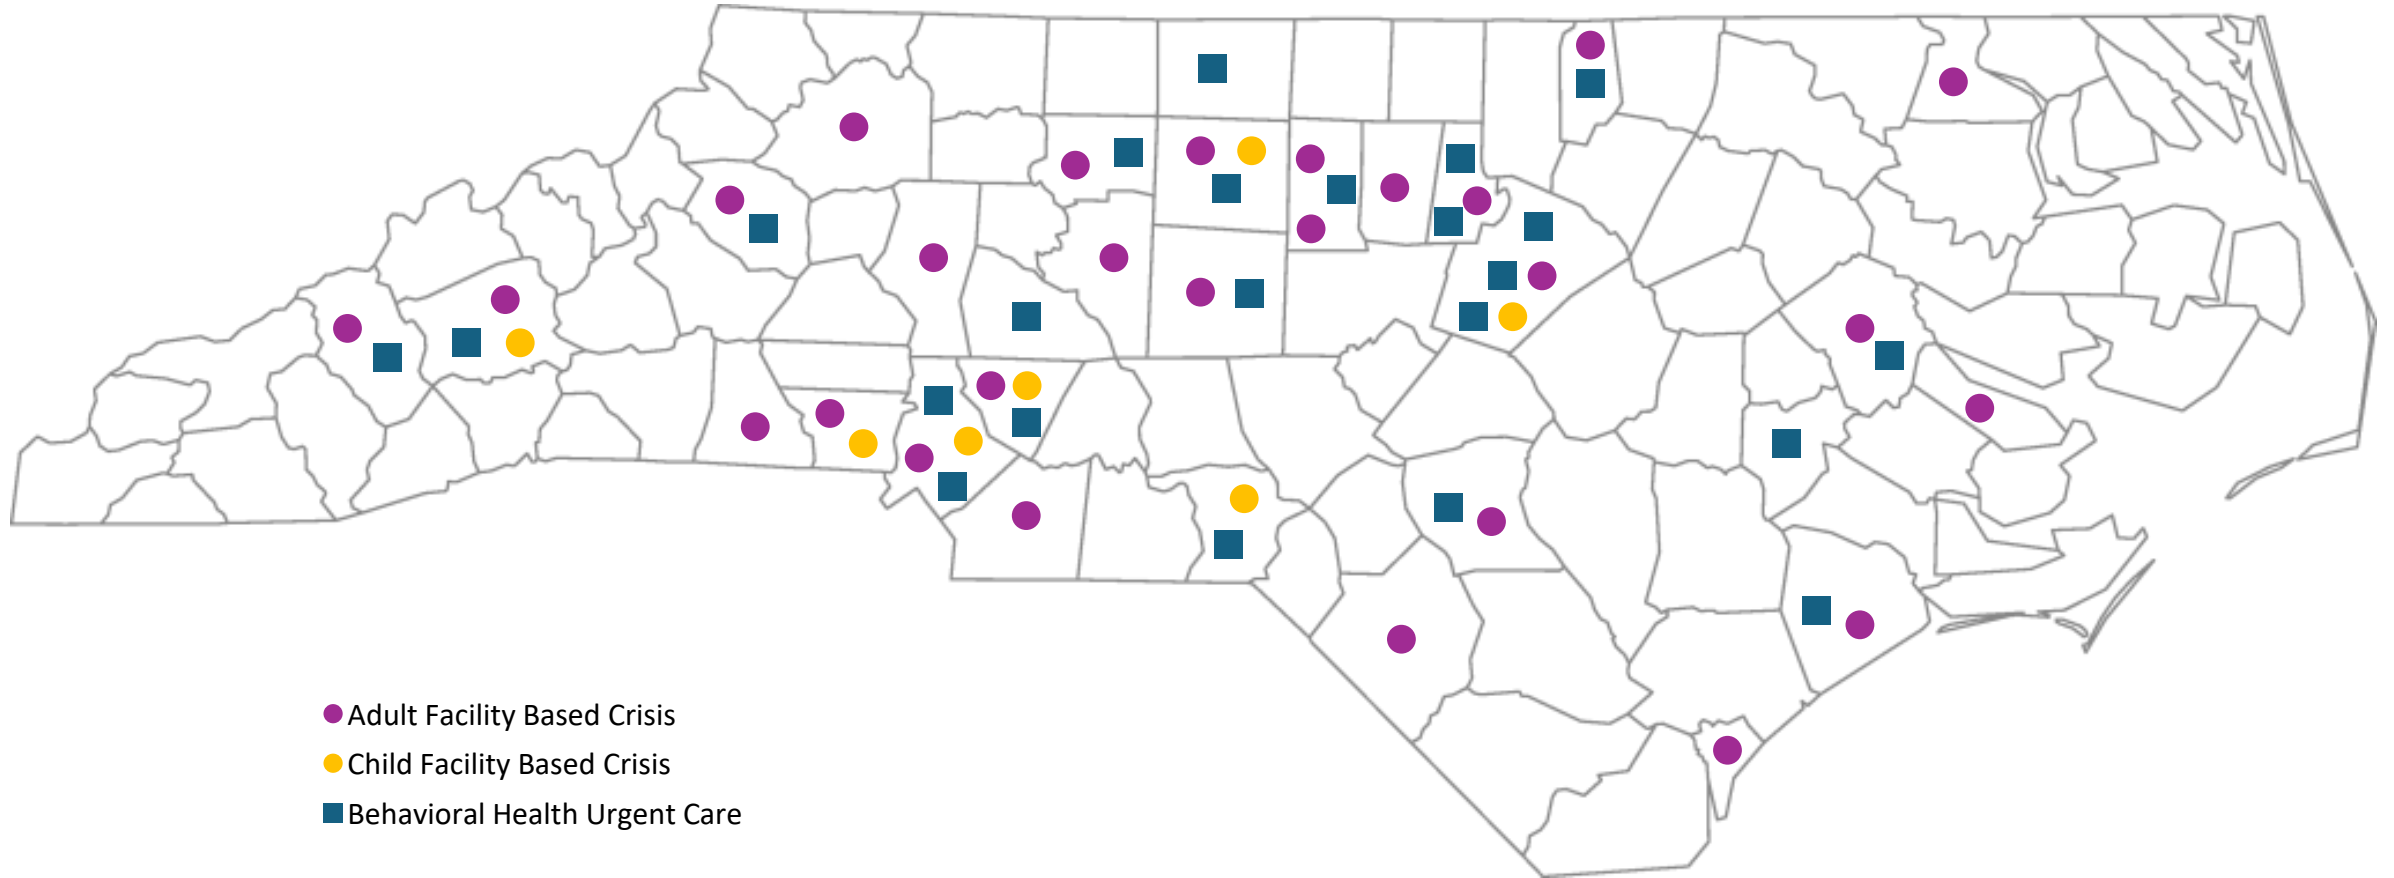 Adult Facility Based Crisis
Child Facility Based Crisis
Behavioral Health Urgent Care